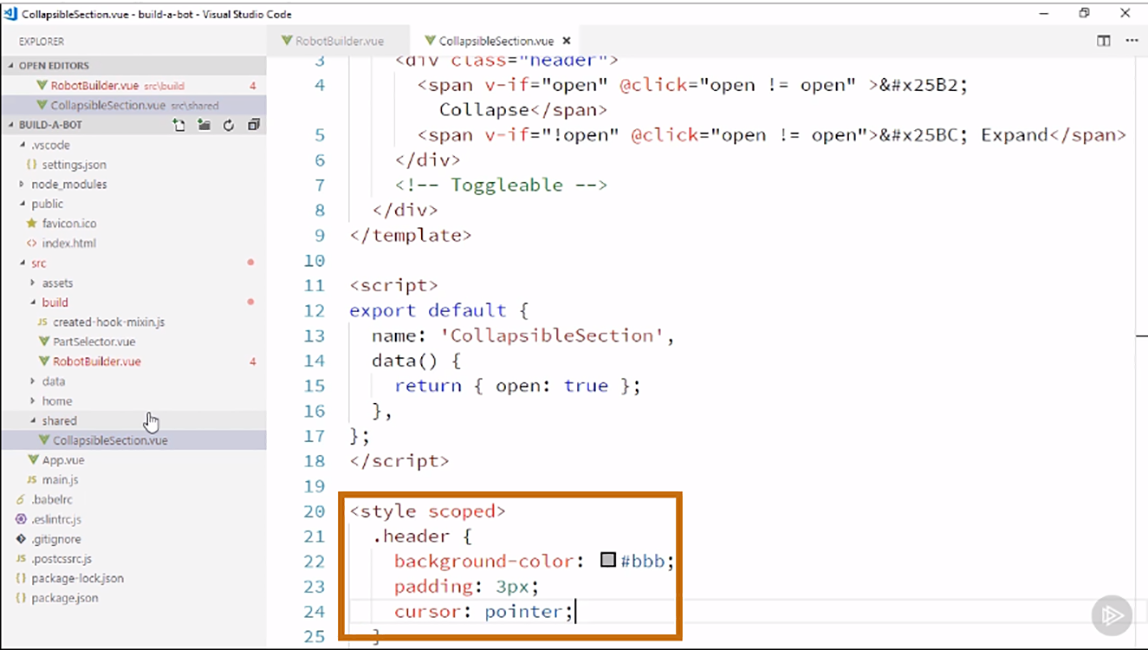 CollapsibleSection.vue - build-a-bot - Visual Studio Code
EXPLORER
RobotBuilder.vue
CollapsibleSection.vue ×
OPEN EDITORS
RobotBuilder.vue src\build 4
CollapsibleSection.vue src\shared
BUILD-A-BOT
.vscode
{} settings.json
node_modules
public
favicon.ico
<> index.html
src
assets
build
JS created-hook-mixin.js
PartSelector.vue
RobotBuilder.vue 4
data
home
shared
CollapsibleSection.vue
App.vue
JS main.js
.babelrc
.eslintrc.js
.gitignore
JS .postcssrc.js
{} package-lock.json
{} package.json
3 <div class="header">
4 <span v-if="open" @click="open != open" >&#x25B2;
Collapse</span>
5 <span v-if="!open" @click="open != open">&#x25BC; Expand</span>
6 </div>
7 <!-- Toggleable -->
8 </div>
9 </template>
10
11 <script>
12 export default {
13 name: 'CollapsibleSection',
14 data() {
15 return { open: true };
16 },
17 };
18 </script>
19
20 <style scoped>
21 .header {
22 background-color: #bbb;
23 padding: 3px;
24 cursor: pointer;
25 }